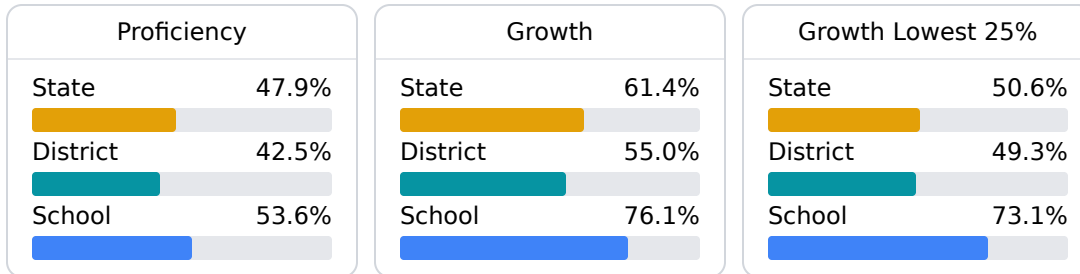 Proficiency
State 47.9%
District 42.5%
School 53.6%
Growth
State 61.4%
District 55.0%
School 76.1%
Growth Lowest 25%
State 50.6%
District 49.3%
School 73.1%